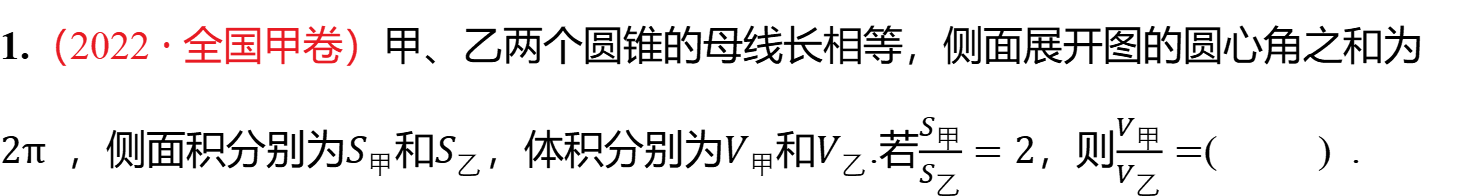 1.（2022·全国甲卷）甲、乙两个圆锥的母线长相等，侧面展开图的圆心角之和为
2π ，侧面积分别为S甲和S乙，体积分别为V甲和V乙.若S甲/S乙 = 2，则V甲/V乙 =( ) .